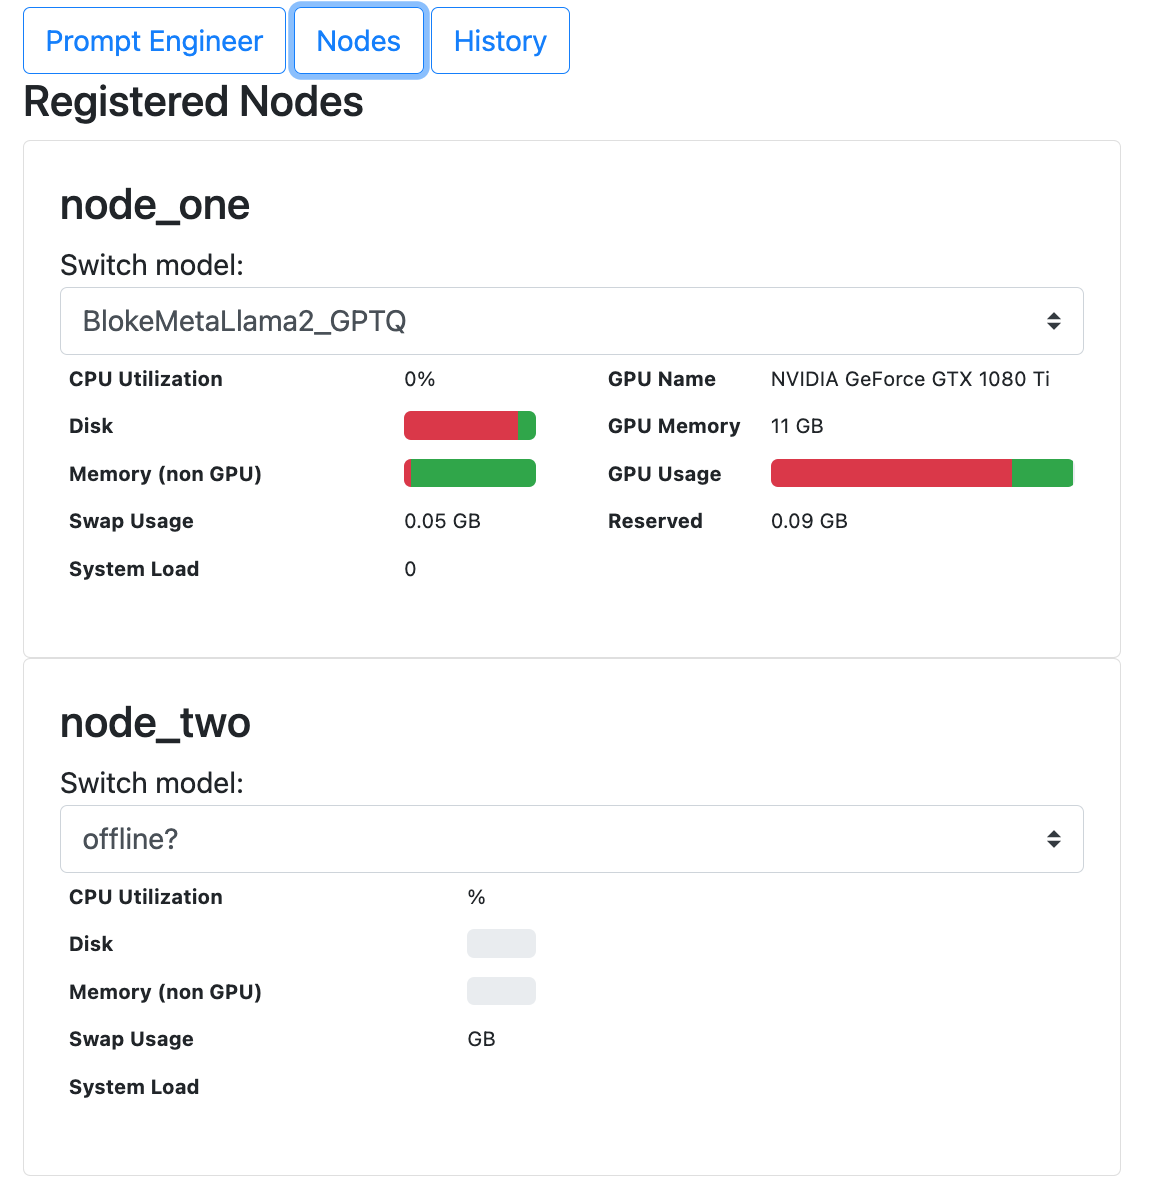 Prompt Engineer Nodes History
Registered Nodes
node_one
Switch model:
BlokeMetaLlama2_GPTQ
CPU Utilization 0% GPU Name NVIDIA GeForce GTX 1080 Ti
Disk GPU Memory 11 GB
Memory (non GPU) GPU Usage
Swap Usage 0.05 GB Reserved 0.09 GB
System Load 0
node_two
Switch model:
offline?
CPU Utilization %
Disk
Memory (non GPU)
Swap Usage GB
System Load